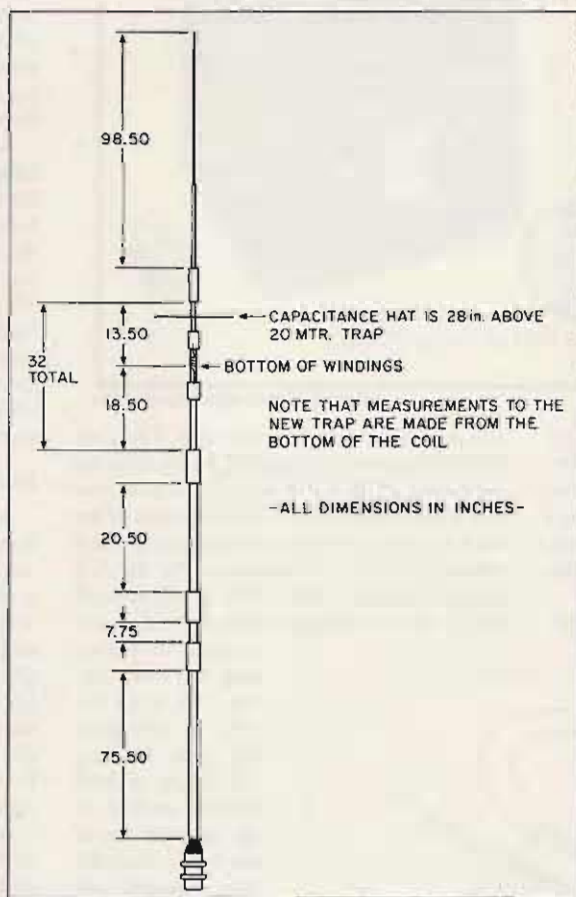 98.50
CAPACITANCE HAT IS 28 in. ABOVE
20 MTR. TRAP
13.50
32
TOTAL
BOTTOM OF WINDINGS
18.50
NOTE THAT MEASUREMENTS TO THE
NEW TRAP ARE MADE FROM THE
BOTTOM OF THE COIL
-ALL DIMENSIONS IN INCHES-
20.50
7.75
75.50